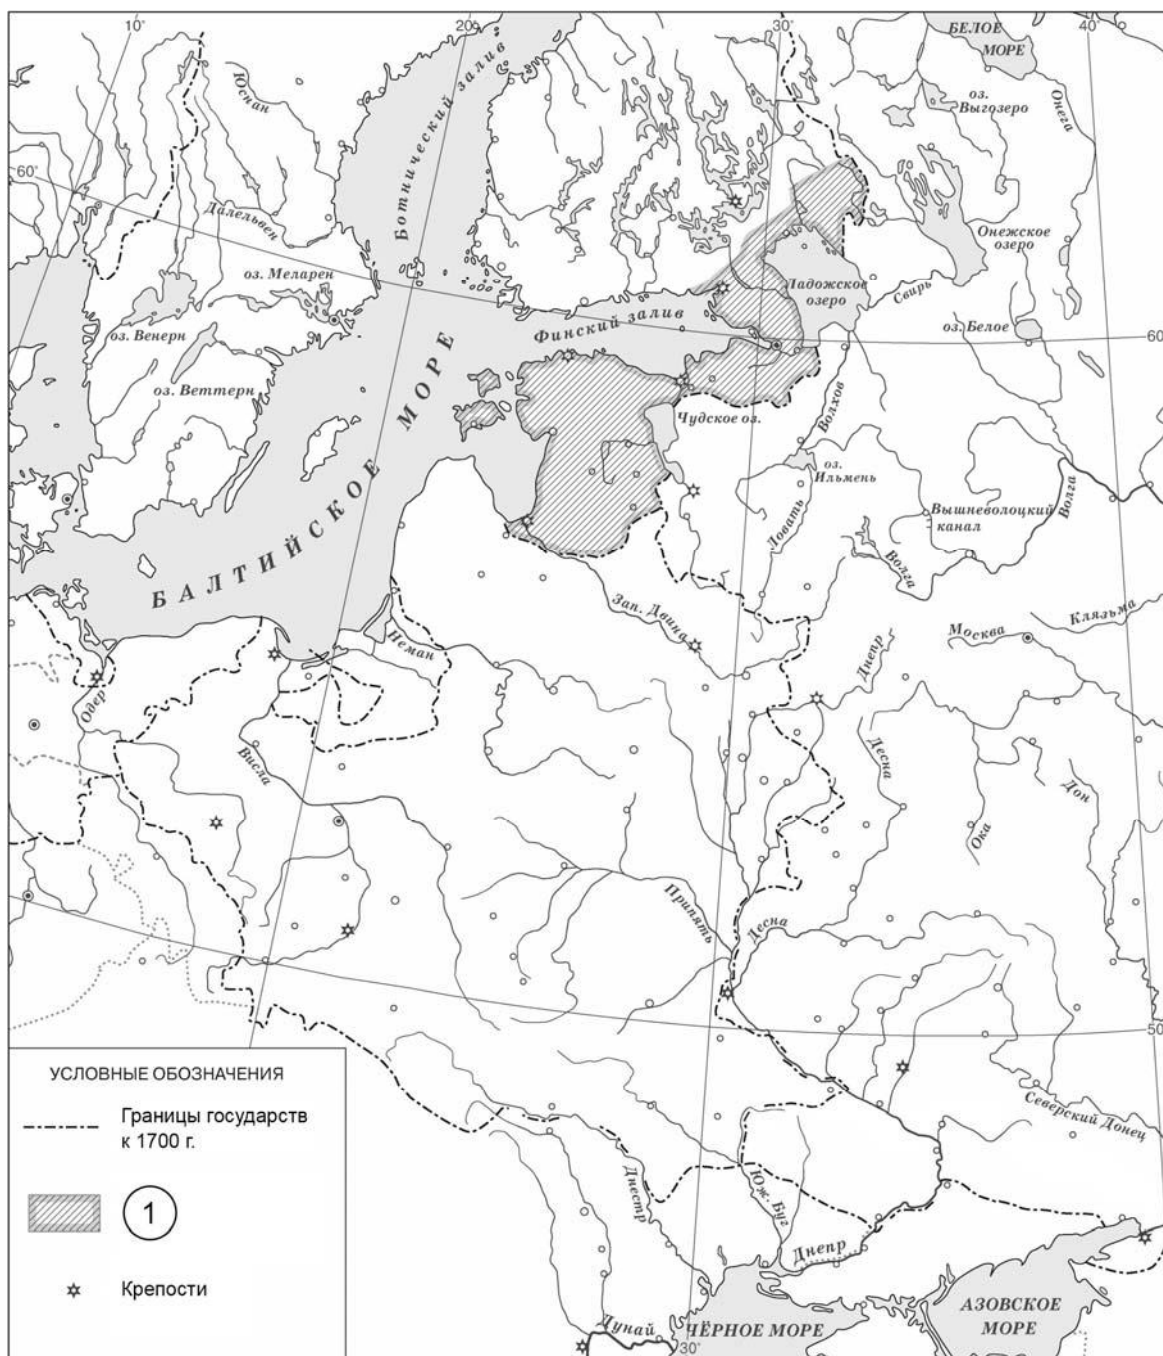 10°
20°
30°
40°
БЕЛОЕ
МОРЕ
Юснан
Ботнический залив
оз.
Выгозеро
Онега
60°
Далельвен
Онежское
озеро
оз. Меларен
Ладожское
озеро
Свирь
оз. Венерн
Финский залив
оз. Белое
60
оз. Веттерн
Чудское оз.
Волхов
оз.
Ильмень
Ловать
Вышневолоцкий
канал
Волга
Волга
БАЛТИЙСКОЕ МОРЕ
Зап. Двина
Клязьма
Москва
Неман
Днепр
Одер
Висла
Десна
Дон
Ока
Припять
Десна
50
УСЛОВНЫЕ ОБОЗНАЧЕНИЯ
Границы государств
к 1700 г.
1
Крепости
Северский Донец
Днестр
Юж. Буг
Днепр
Дунай
ЧЁРНОЕ МОРЕ
30°
АЗОВСКОЕ
МОРЕ